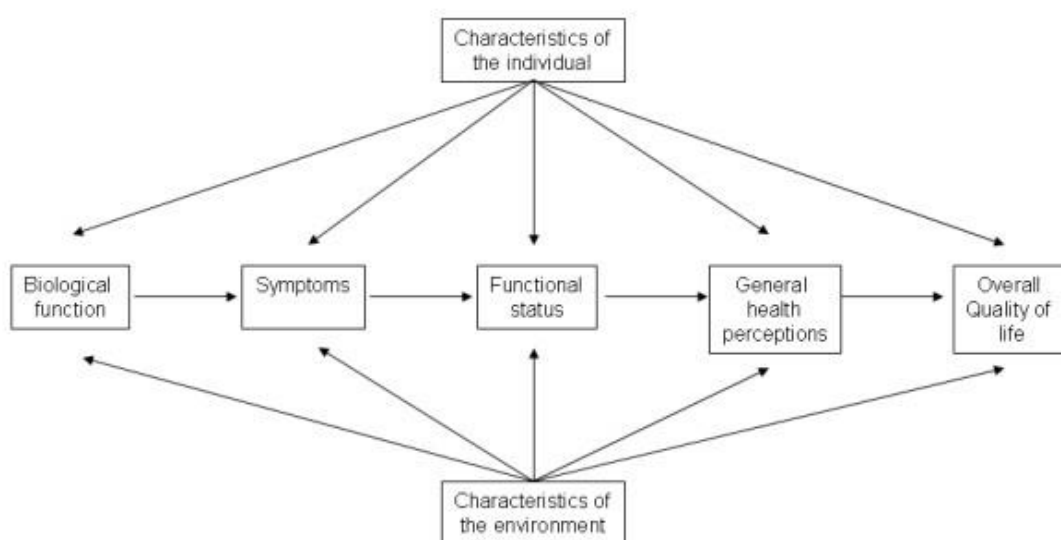 Characteristics of
the individual
Biological
function
Symptoms
Functional
status
General
health
perceptions
Overall
Quality of
life
Characteristics of
the environment